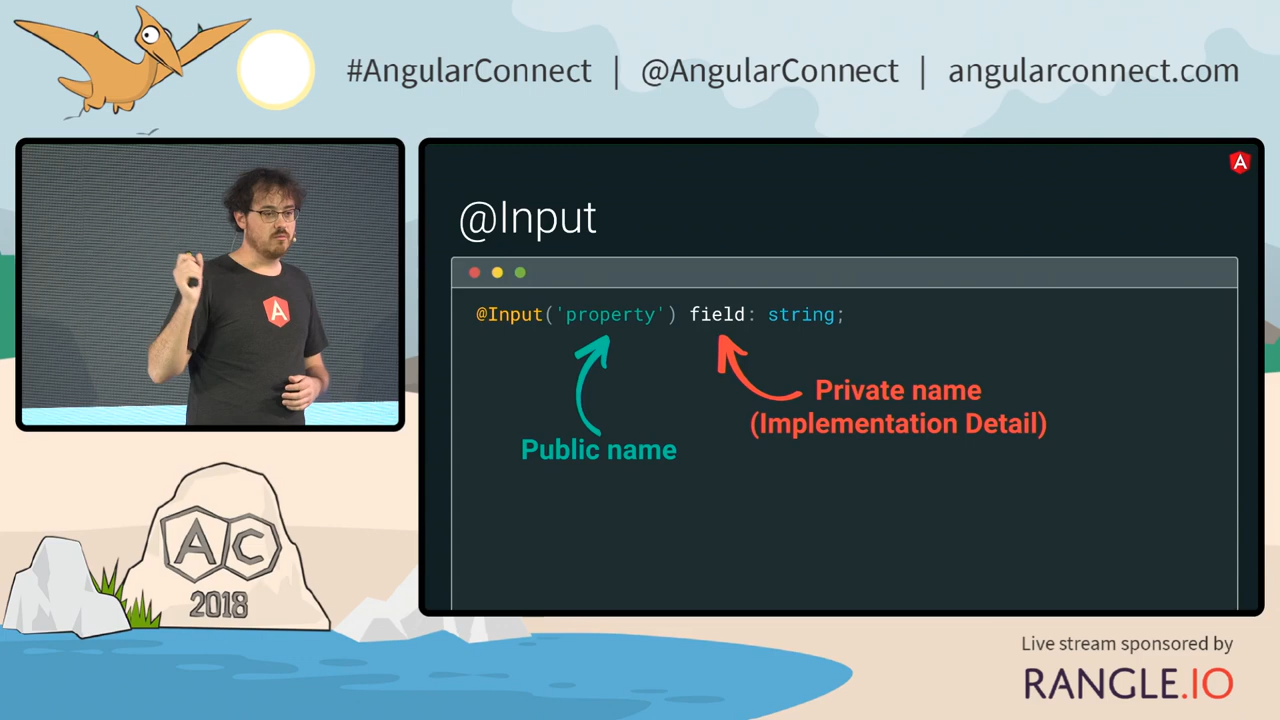 #AngularConnect | @AngularConnect | angularconnect.com
A
@Input
@Input('property') field: string;
Private name
(Implementation Detail)
Public name
A
AC
2018
Live stream sponsored by
RANGLE.IO